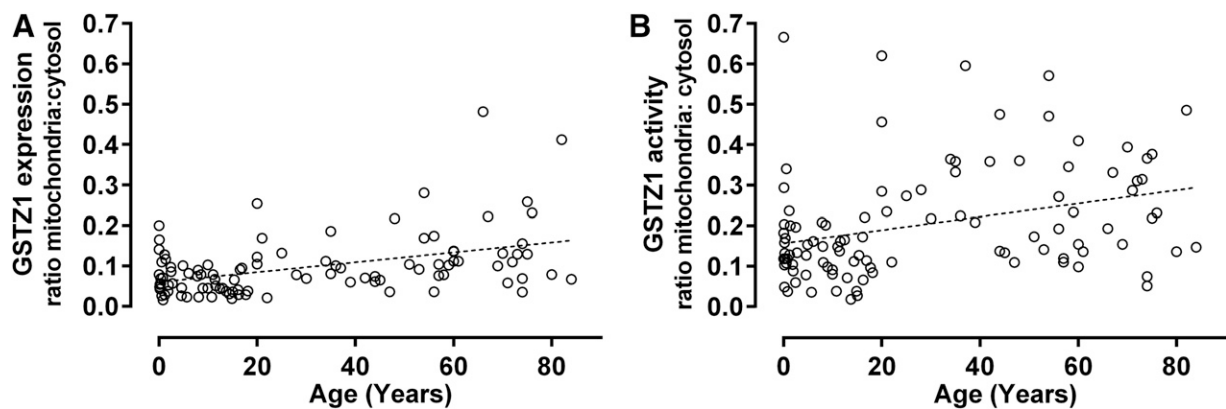 A
GSTZ1 expression
ratio mitochondria:cytosol
0.7
0.6
0.5
0.4
0.3
0.2
0.1
0.0
0 20 40 60 80
Age (Years)
B
GSTZ1 activity
ratio mitochondria: cytosol
0.7
0.6
0.5
0.4
0.3
0.2
0.1
0.0
0 20 40 60 80
Age (Years)